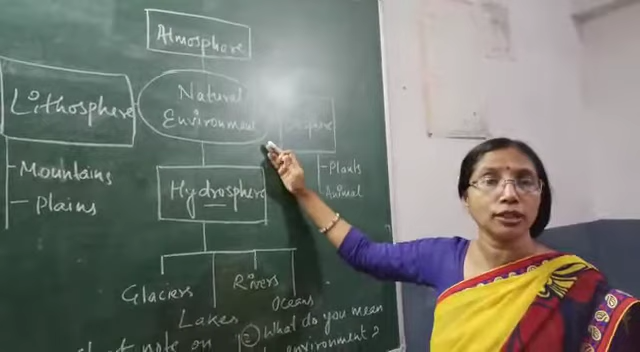 Atmosphere
Lithosphere
Natural
Environment
- Mountains
- Plains
Hydrosphere
- Plants
- Animal
Glaciers
Lakes
Rivers
Oceans
note on
② What do you mean
environment?